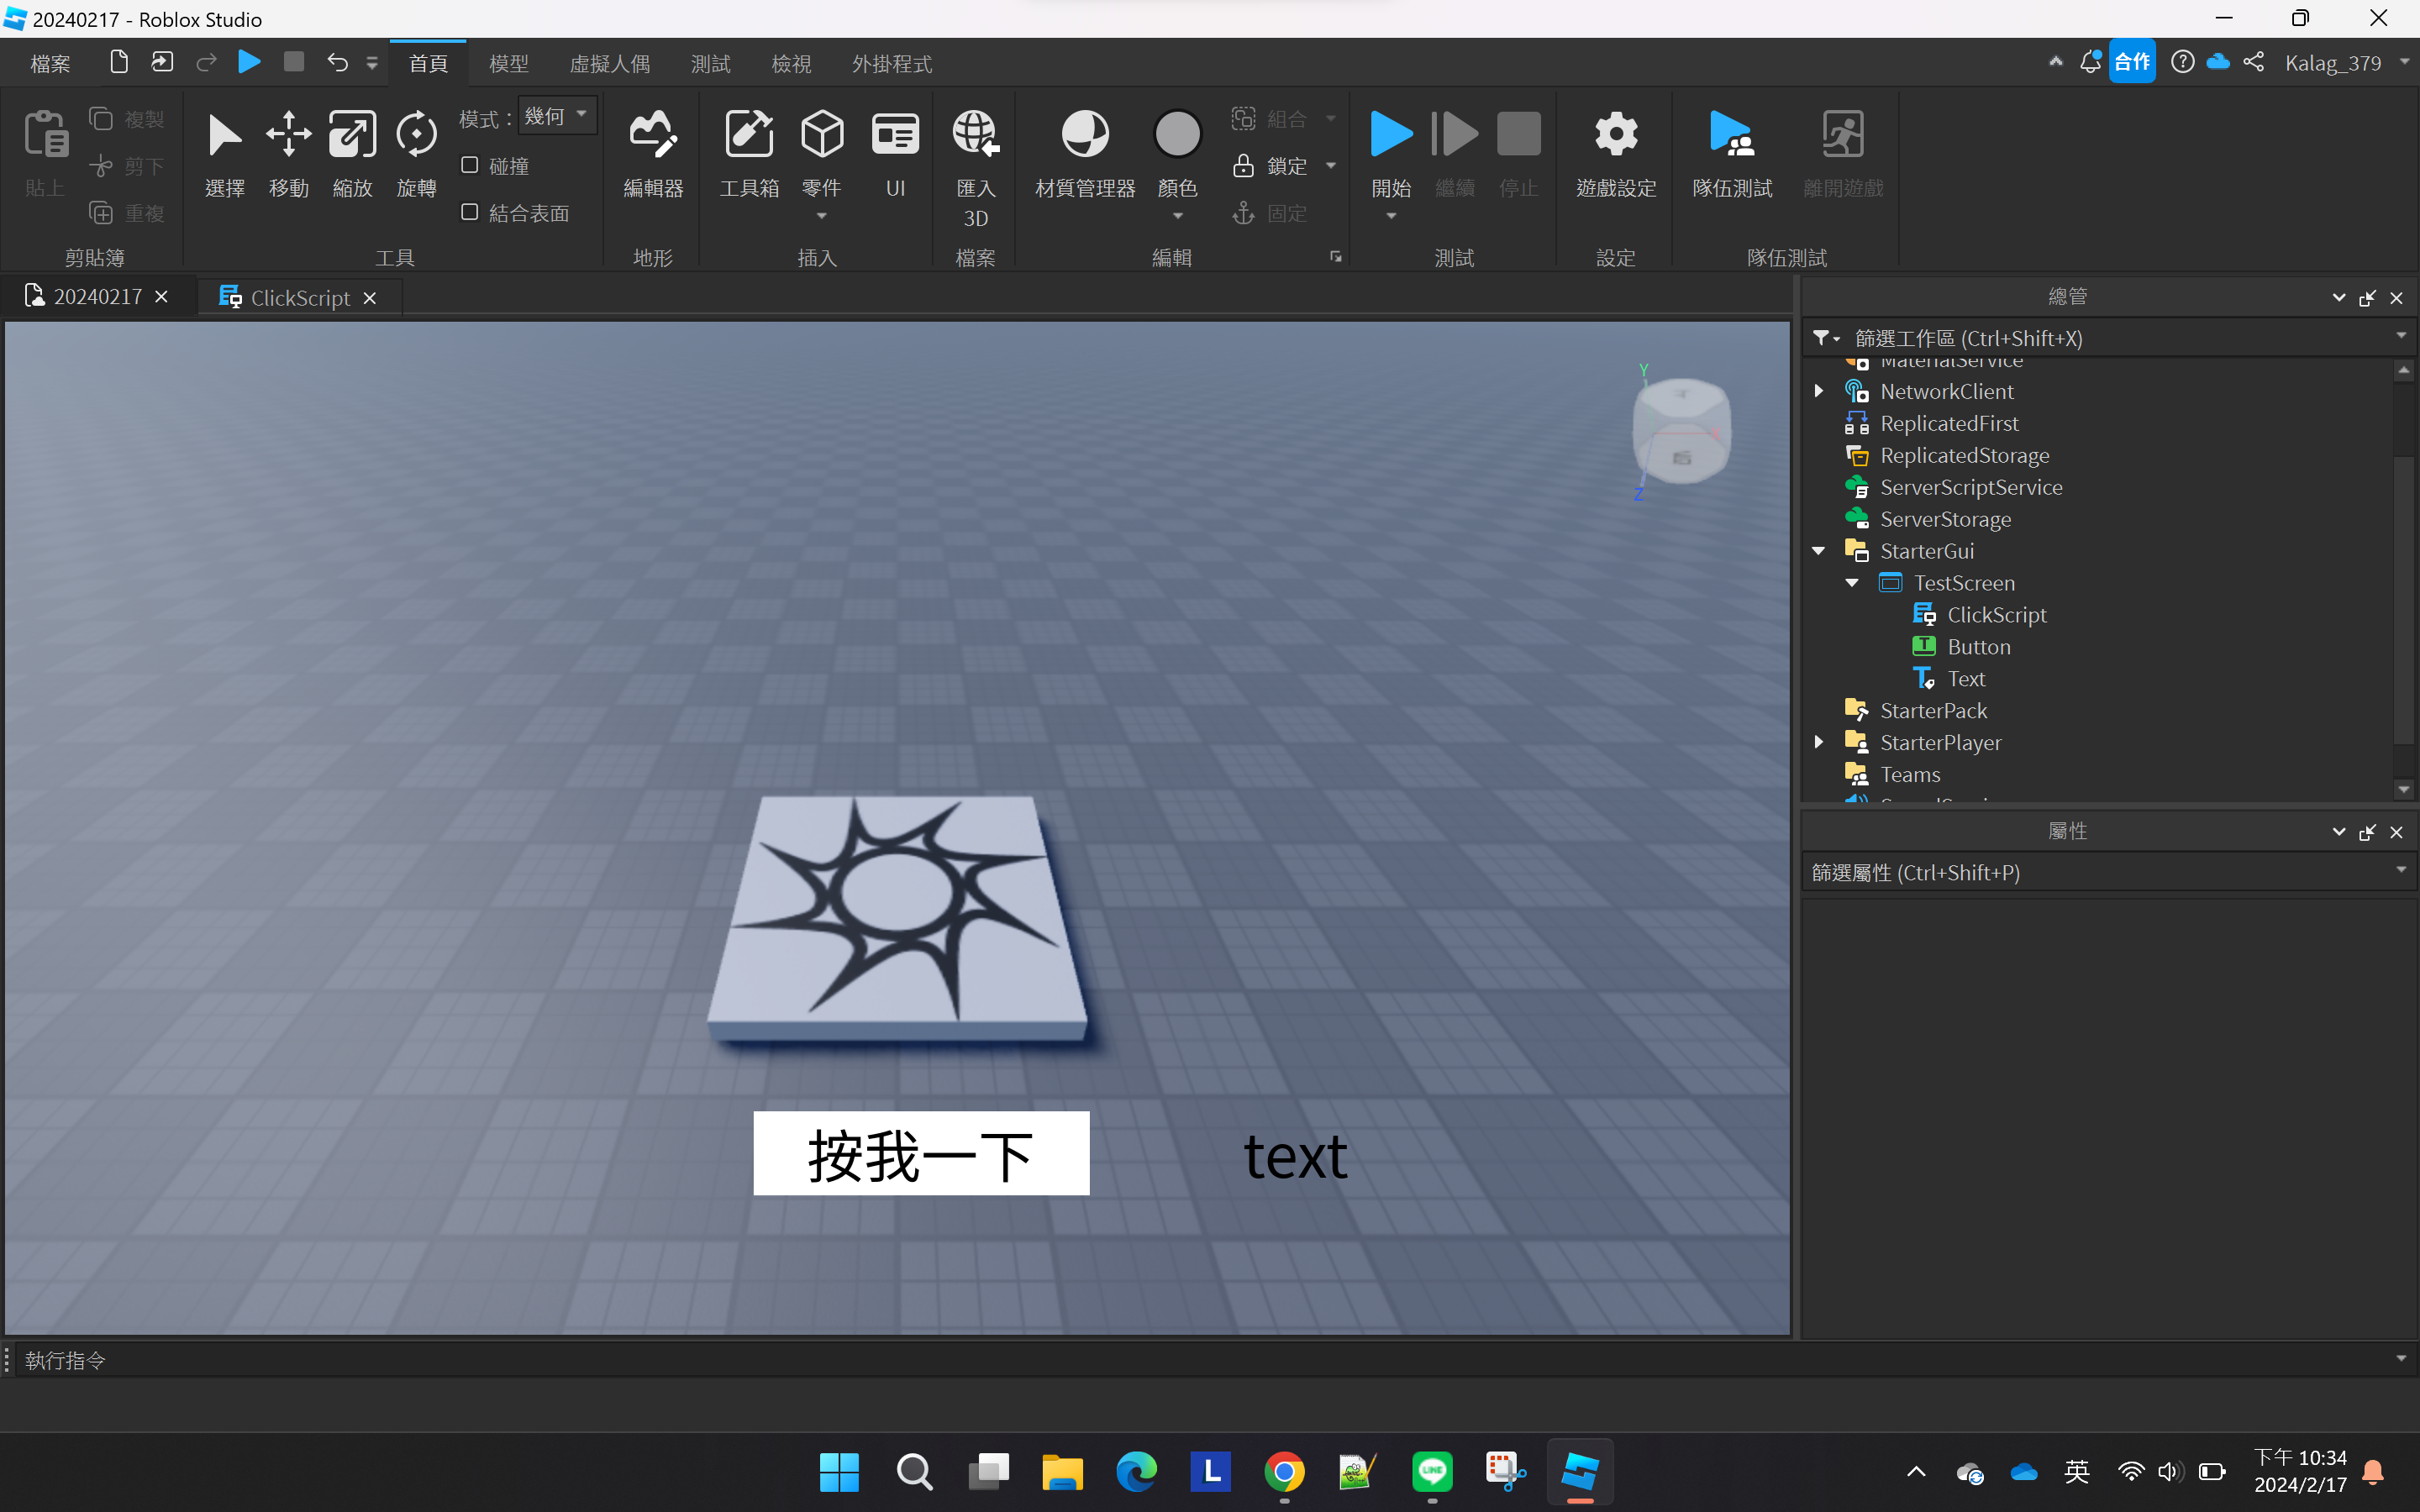 20240217 - Roblox Studio
檔案
首頁
模型
虛擬人偶
測試
檢視
外掛程式
合作
Kalag_379
貼上
複製
剪下
重複
剪貼簿
選擇
移動
縮放
旋轉
模式：
幾何
碰撞
結合表面
工具
編輯器
地形
工具箱
零件
UI
插入
匯入
3D
檔案
材質管理器
顏色
組合
鎖定
固定
編輯
開始
繼續
停止
測試
遊戲設定
設定
隊伍測試
離開遊戲
隊伍測試
20240217
ClickScript
Y
Z
按我一下
text
總管
篩選工作區 (Ctrl+Shift+X)
MaterialService
NetworkClient
ReplicatedFirst
ReplicatedStorage
ServerScriptService
ServerStorage
StarterGui
TestScreen
ClickScript
Button
Text
StarterPack
StarterPlayer
Teams
屬性
篩選屬性 (Ctrl+Shift+P)
執行指令
L
LINE
英
下午 10:34
2024/2/17